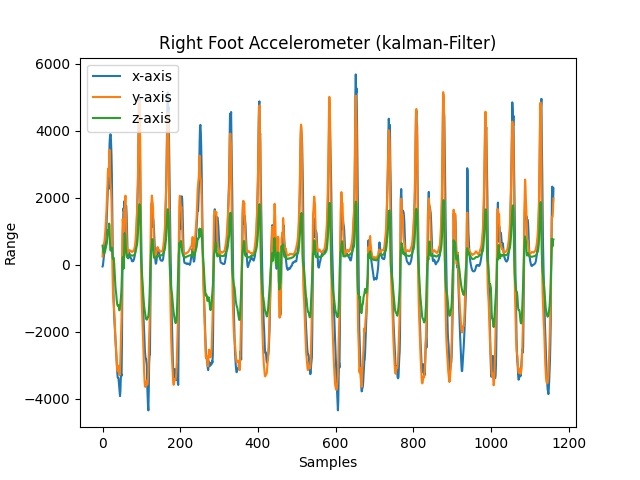 Right Foot Accelerometer (kalman-Filter)
x-axis
y-axis
z-axis
6000
4000
2000
0
−2000
−4000
Range
0 200 400 600 800 1000 1200
Samples